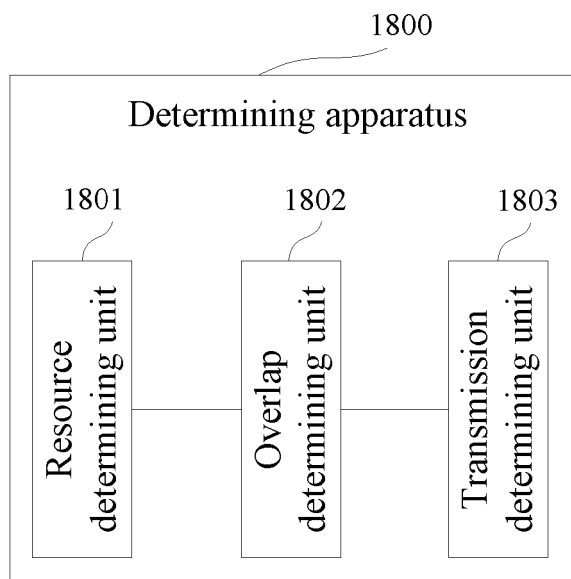 1800
Determining apparatus
1801
1802
1803
Resource
determining unit
Overlap
determining unit
Transmission
determining unit